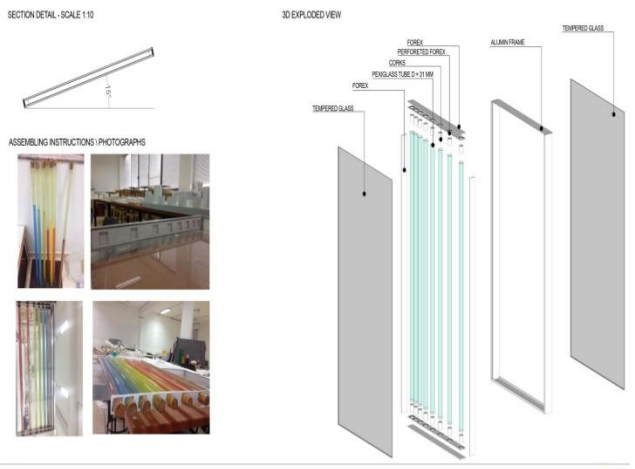 SECTION DETAIL - SCALE 1:10
15°
ASSEMBLING INSTRUCTIONS \ PHOTOGRAPHS
3D EXPLODED VIEW
TEMPERED GLASS
FOREX
PERFORETED FOREX
CORKS
PEXIGLASS TUBE D = 31 MM
FOREX
TEMPERED GLASS
ALUMIN FRAME